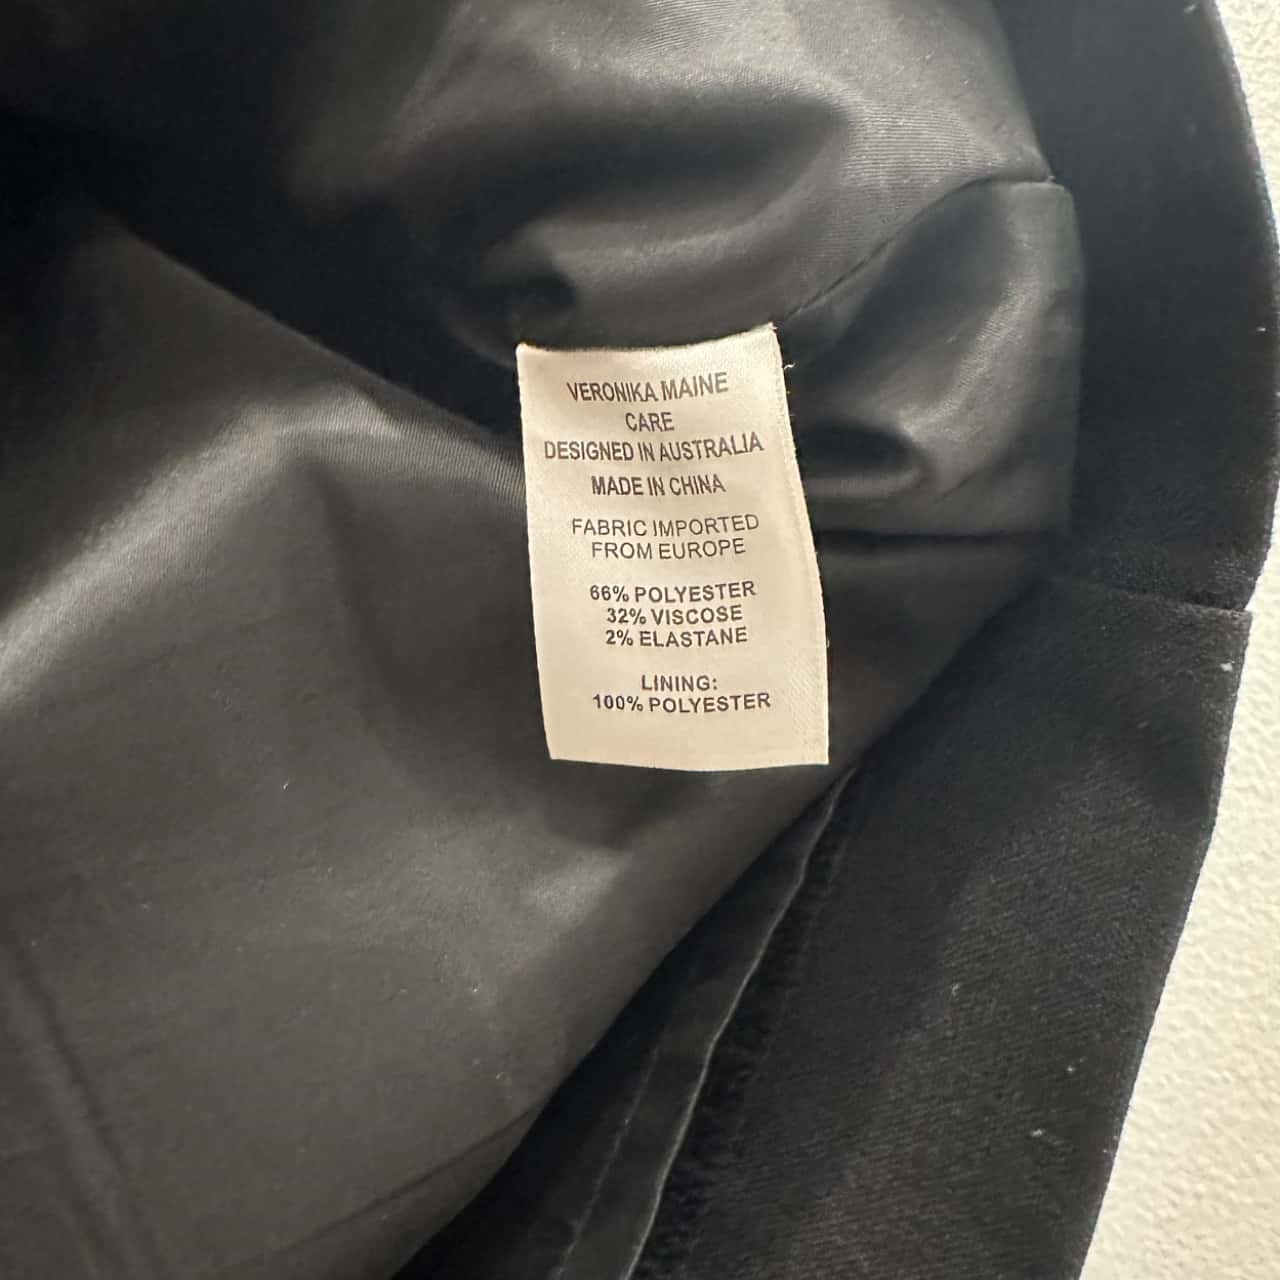 VERONIKA MAINE
CARE
DESIGNED IN AUSTRALIA
MADE IN CHINA
FABRIC IMPORTED
FROM EUROPE
66% POLYESTER
32% VISCOSE
2% ELASTANE
LINING:
100% POLYESTER